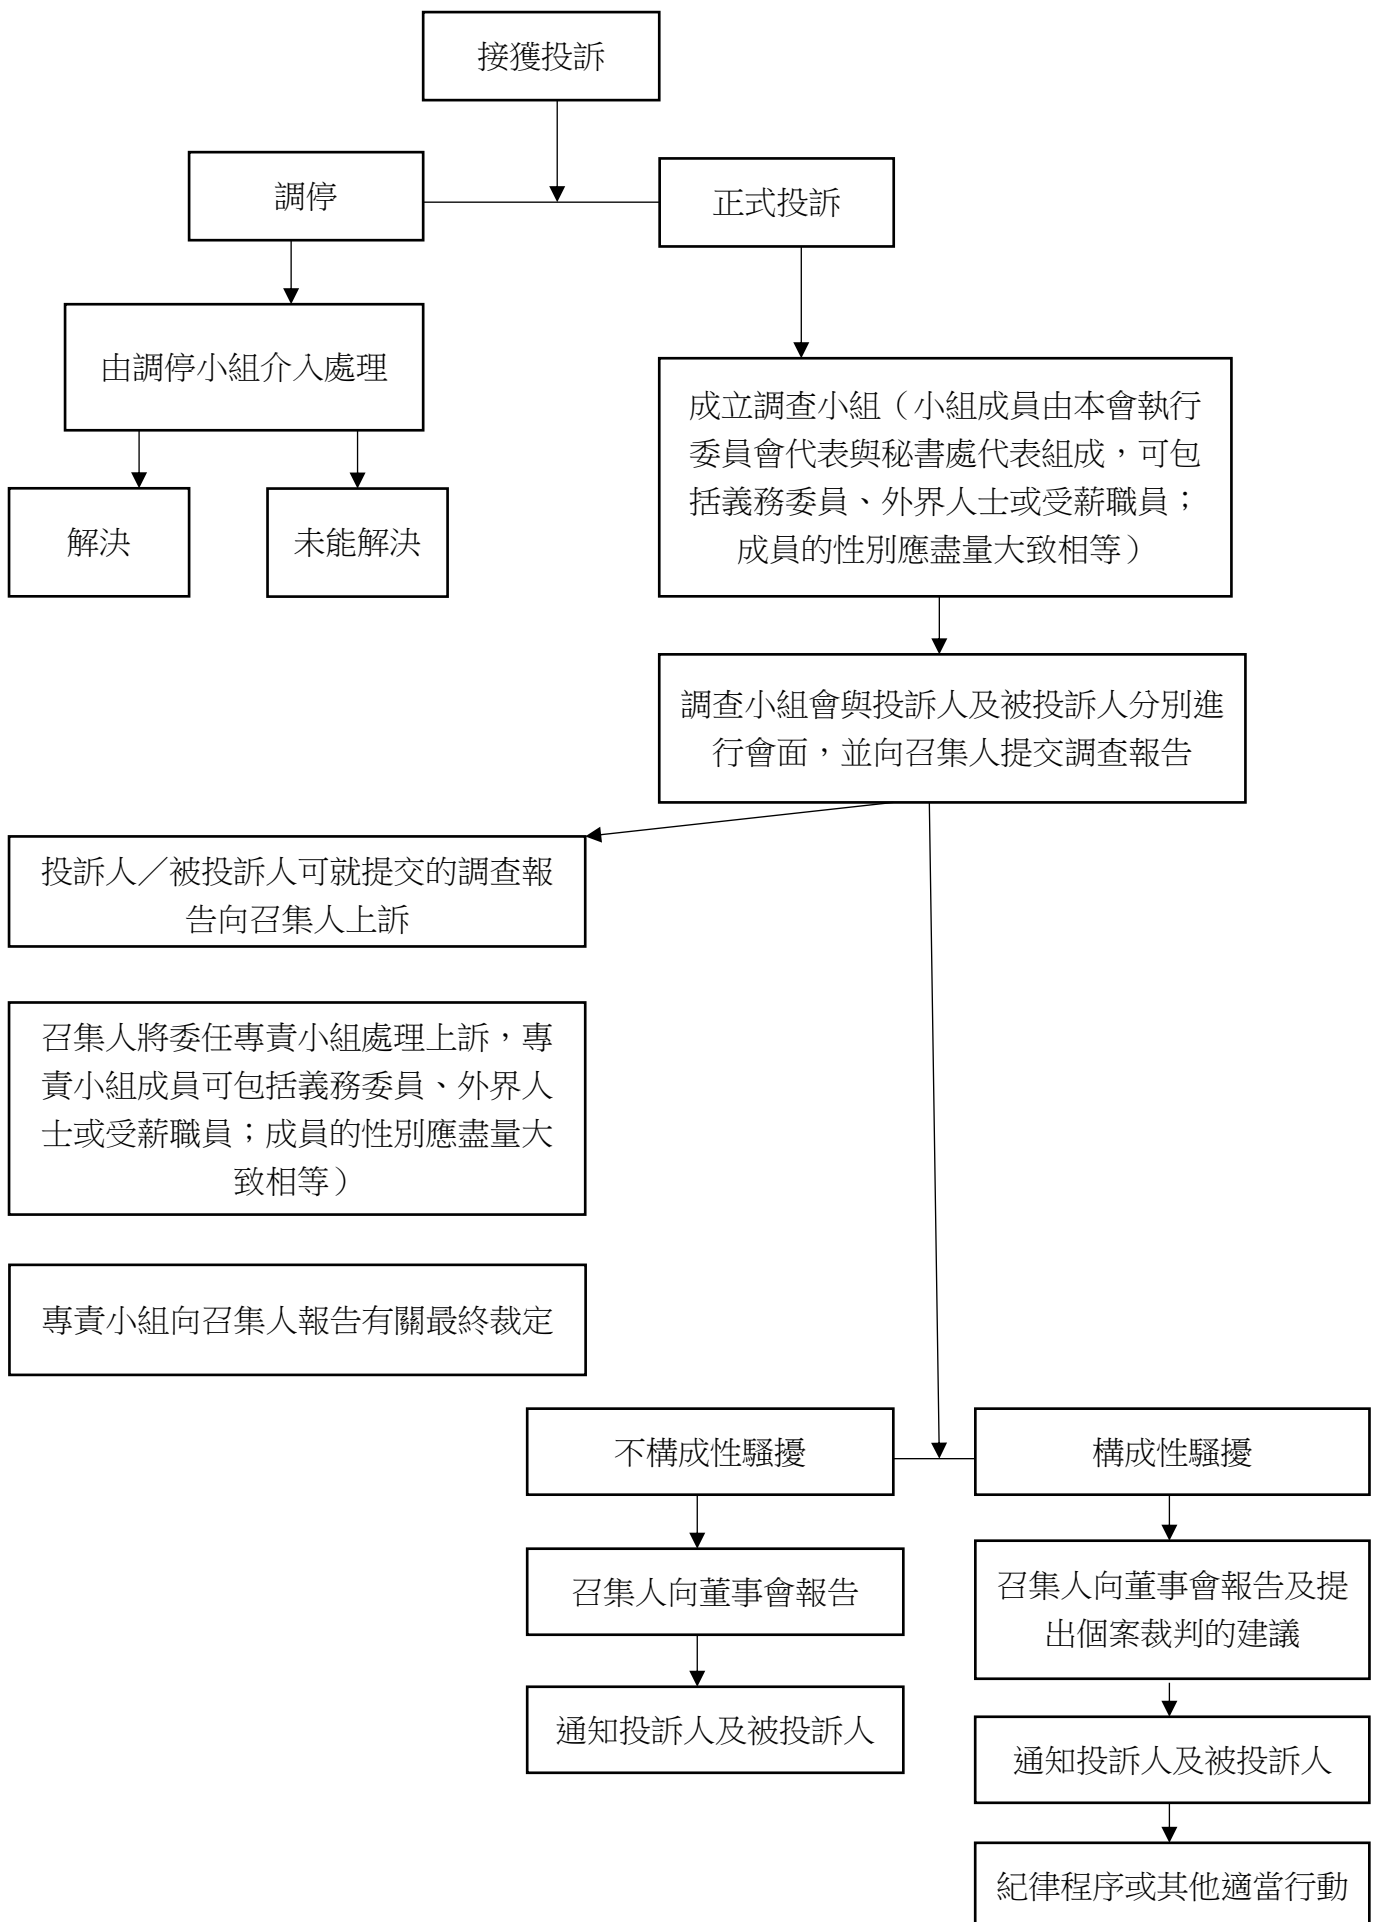 接獲投訴
調停
正式投訴
由調停小組介入處理
解決
未能解決
成立調查小組（小組成員由本會執行
委員會代表與秘書處代表組成，可包
括義務委員、外界人士或受薪職員；
成員的性別應盡量大致相等）
調查小組會與投訴人及被投訴人分別進
行會面，並向召集人提交調查報告
投訴人／被投訴人可就提交的調查報
告向召集人上訴
召集人將委任專責小組處理上訴，專
責小組成員可包括義務委員、外界人
士或受薪職員；成員的性別應盡量大
致相等）
專責小組向召集人報告有關最終裁定
不構成性騷擾
構成性騷擾
召集人向董事會報告
召集人向董事會報告及提
出個案裁判的建議
通知投訴人及被投訴人
通知投訴人及被投訴人
紀律程序或其他適當行動